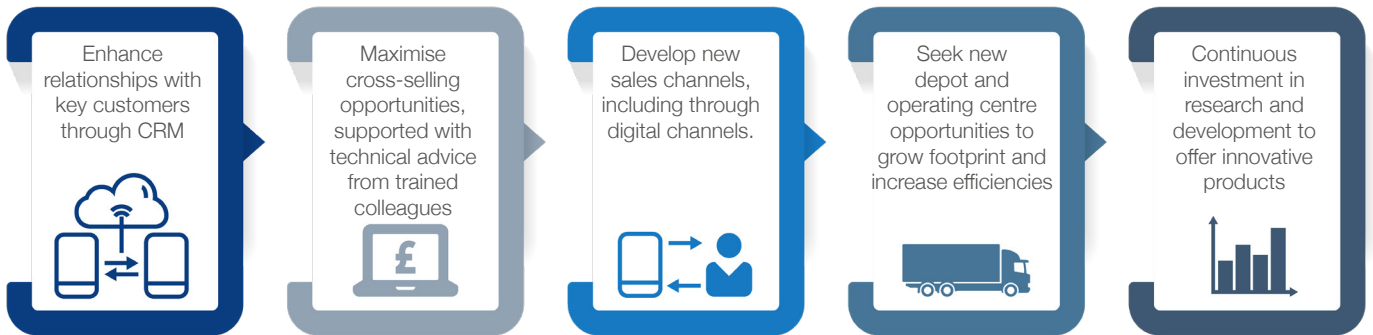 Enhance
relationships with
key customers
through CRM
Maximise
cross-selling
opportunities,
supported with
technical advice
from trained
colleagues
£
Develop new
sales channels,
including through
digital channels.
Seek new
depot and
operating centre
opportunities to
grow footprint and
increase efficiencies
Continuous
investment in
research and
development to
offer innovative
products